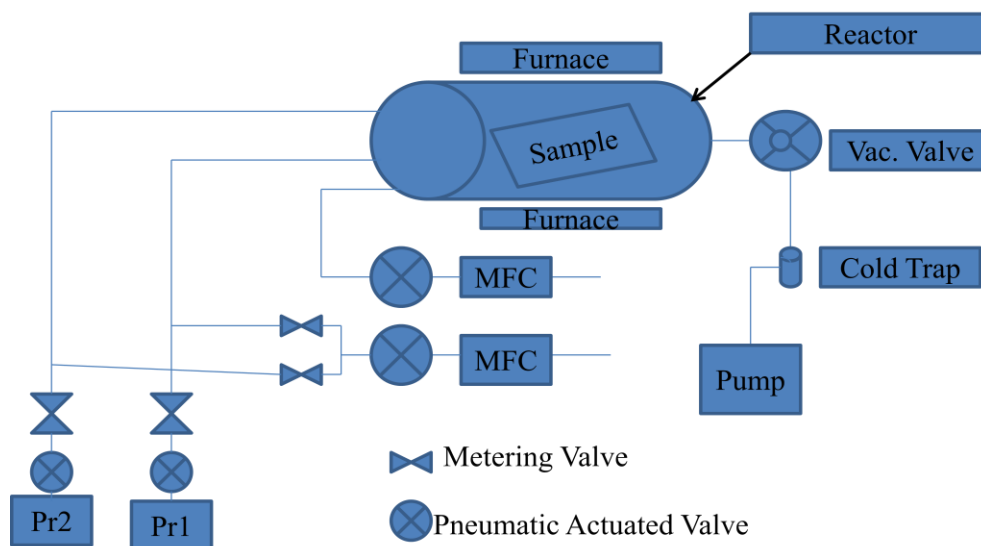 Reactor
Furnace
Sample
Vac. Valve
Furnace
MFC
Cold Trap
MFC
Pump
Metering Valve
Pr2
Pr1
Pneumatic Actuated Valve